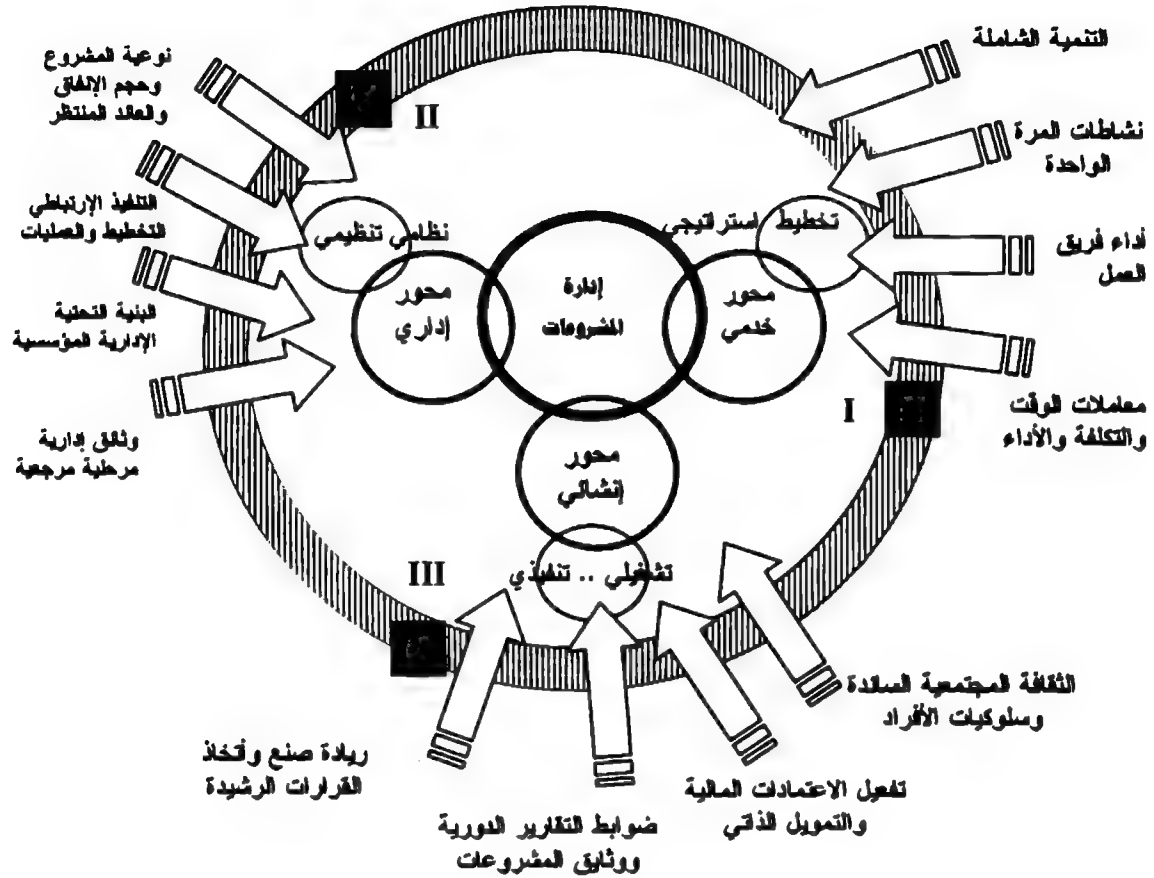 التنمية الشاملة
نشاطات المرة
الواحدة
أداء فريق
العمل
معاملات الوقت
والتكلفة والأداء
I
نوعية المشروع
وحجم الإنفاق
والعائد المنتظر
التنفيذ الإرتباطي
التخطيط والعمليات
البنية التحتية
الإدارية المؤسسية
وثائق إدارية
مرحلية مرجعية
II
تخطيط استراتيجي
محور
خدمي
إدارة
المشروعات
نظامي تنظيمي
محور
إداري
محور
إنشائي
تشغيلي .. تنفيذي
III
الثقافة المجتمعية السائدة
وسلوكيات الأفراد
تفعيل الاعتمادات المالية
والتمويل الذاتي
ضوابط التقارير الدورية
ووثايق المشروعات
ريادة صنع وأتخاذ
القرارات الرشيدة